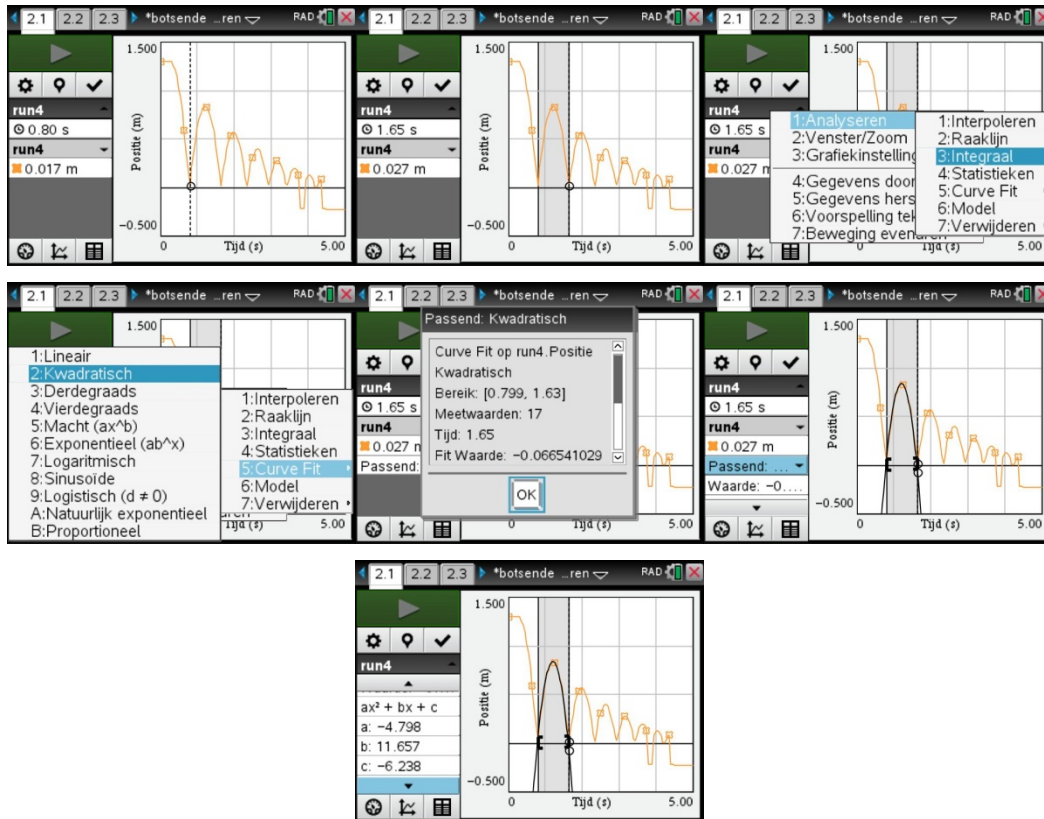 2.1 2.2 2.3 *botsende …ren RAD
run4
0.80 s
run4
0.017 m
1.500
Positie (m)
-0.500
0 Tijd (s) 5.00
2.1 2.2 2.3 *botsende …ren RAD
run4
1.65 s
run4
0.027 m
1.500
Positie (m)
-0.500
0 Tijd (s) 5.00
2.1 2.2 2.3 *botsende …ren RAD
run4
1.65 s
run4
0.027 m
1.500
1:Analyseren
2:Venster/Zoom
3:Grafiekinstelling
4:Gegevens door
5:Gegevens hers
6:Voorspelling tek
7:Beweging evenaren
1:Interpoleren
2:Raaklijn
3:Integraal
4:Statistieken
5:Curve Fit
6:Model
7:Verwijderen
-0.500
0 Tijd (s) 5.00
2.1 2.2 2.3 *botsende …ren RAD
1.500
1:Lineair
2:Kwadratisch
3:Derdegraads
4:Vierdegraads
5:Macht (ax^b)
6:Exponentieel (ab^x)
7:Logaritmisch
8:Sinusoïde
9:Logistisch (d ≠ 0)
A:Natuurlijk exponentieel
B:Proportioneel
1:Interpoleren
2:Raaklijn
3:Integraal
4:Statistieken
5:Curve Fit
6:Model
7:Verwijderen
Tijd (s) 5.00
2.1 2.2 2.3 *botsende …ren RAD
run4
1.65 s
run4
0.027 m
Passend:
Passend: Kwadratisch
Curve Fit op run4.Positie
Kwadratisch
Bereik: [0.799, 1.63]
Meetwaarden: 17
Tijd: 1.65
Fit Waarde: -0.066541029
OK
0 Tijd (s) 5.00
2.1 2.2 2.3 *botsende …ren RAD
run4
1.65 s
run4
0.027 m
Passend: ...
Waarde: -0....
1.500
Positie (m)
-0.500
0 Tijd (s) 5.00
2.1 2.2 2.3 *botsende …ren RAD
run4
ax² + bx + c
a: -4.798
b: 11.657
c: -6.238
1.500
Positie (m)
-0.500
0 Tijd (s) 5.00